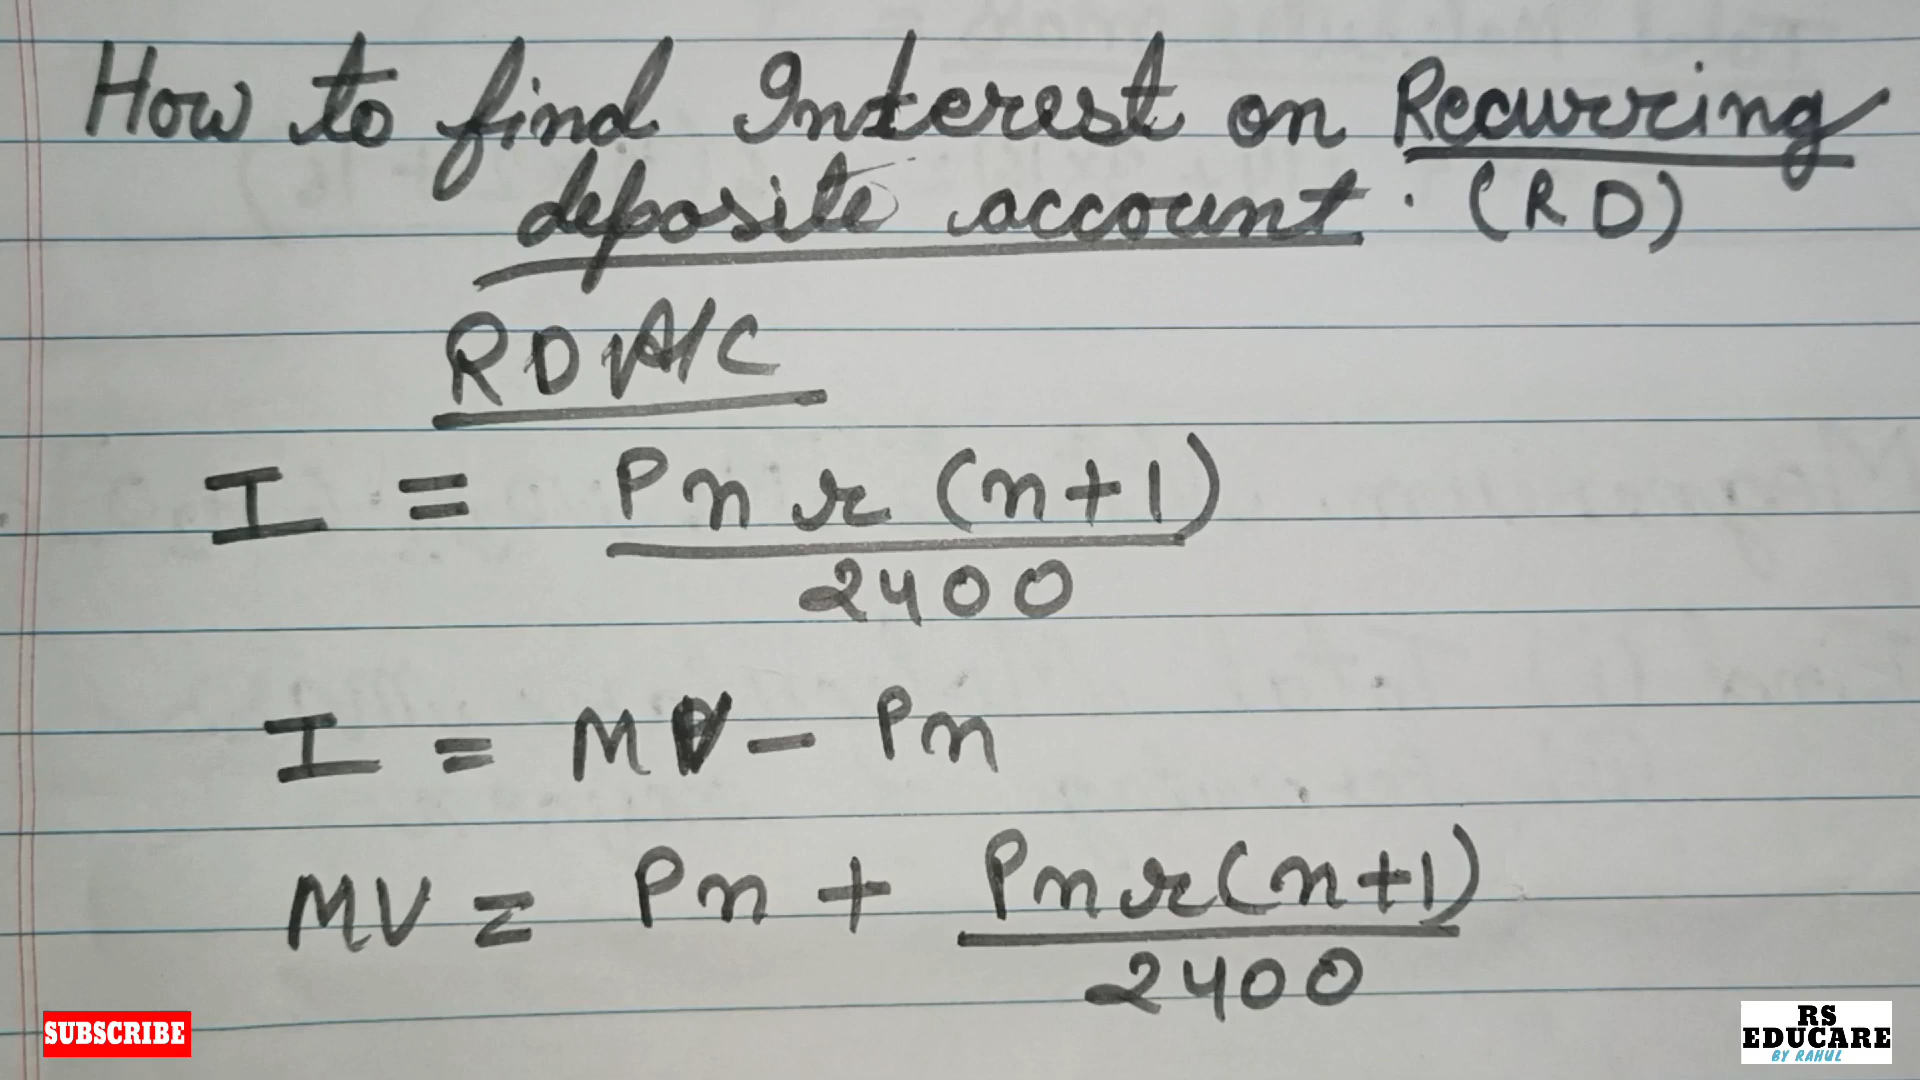 How to find Interest on Recurring
deposite account. (RD)
RD A/C
I = Pnr(n+1)
2400
I = MV - Pn
MV = Pn + Pnr(n+1)
2400
SUBSCRIBE
RS
EDUCARE
BY RAHUL